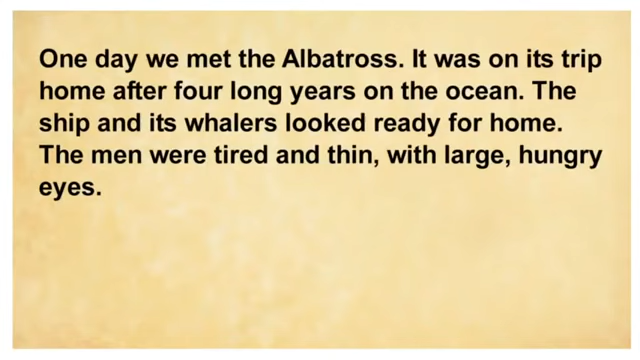 One day we met the Albatross. It was on its trip
home after four long years on the ocean. The
ship and its whalers looked ready for home.
The men were tired and thin, with large, hungry
eyes.